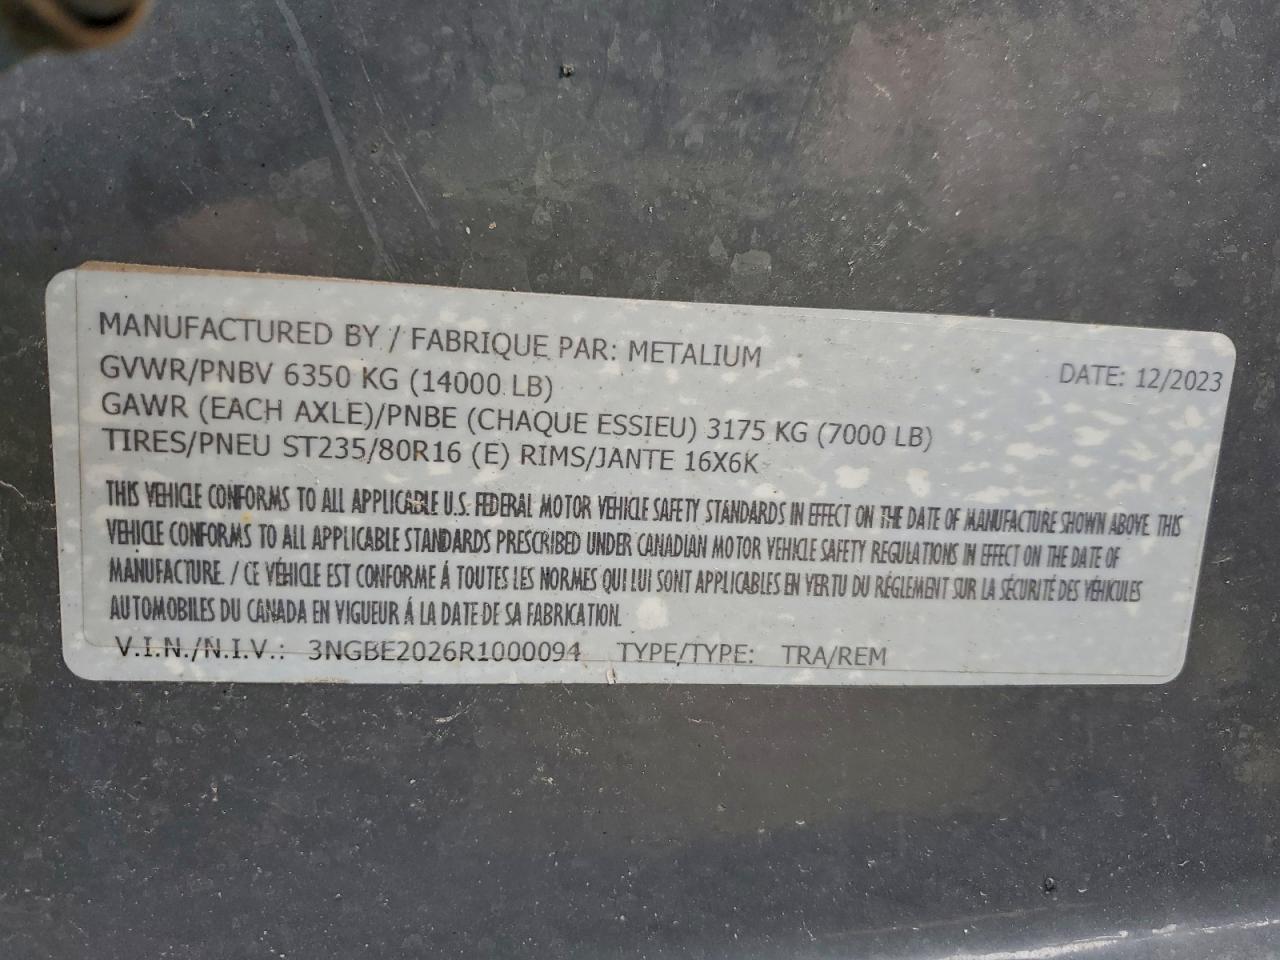 MANUFACTURED BY / FABRIQUE PAR: METALIUM
DATE: 12/2023
GVWR/PNBV 6350 KG (14000 LB)
GAWR (EACH AXLE)/PNBE (CHAQUE ESSIEU) 3175 KG (7000 LB)
TIRES/PNEU ST235/80R16 (E) RIMS/JANTE 16X6K
THIS VEHICLE CONFORMS TO ALL APPLICABLE U.S. FEDERAL MOTOR VEHICLE SAFETY STANDARDS IN EFFECT ON THE DATE OF MANUFACTURE SHOWN ABOVE. THIS
VEHICLE CONFORMS TO ALL APPLICABLE STANDARDS PRESCRIBED UNDER CANADIAN MOTOR VEHICLE SAFETY REGULATIONS IN EFFECT ON THE DATE OF
MANUFACTURE. / CE VÉHICLE EST CONFORME Á TOUTES LES NORMES QUI LUI SONT APPLICABLES EN VERTU DU RÉGLEMENT SUR LA SÉCURITÉ DES VÉHICULES
AUTOMOBILES DU CANADA EN VIGUEUR Á LA DATE DE SA FABRICATION.
V.I.N./N.I.V.: 3NGBE2026R1000094 TYPE/TYPE: TRA/REM